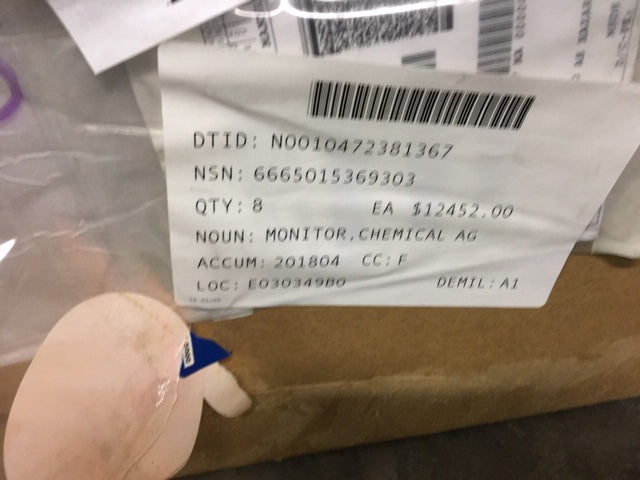 DTID: N0010472381367
NSN: 6665015369303
QTY: 8 EA $12452.00
NOUN: MONITOR,CHEMICAL AG
ACCUM: 201804 CC: F
LOC: E030349B0 DEMIL: A1